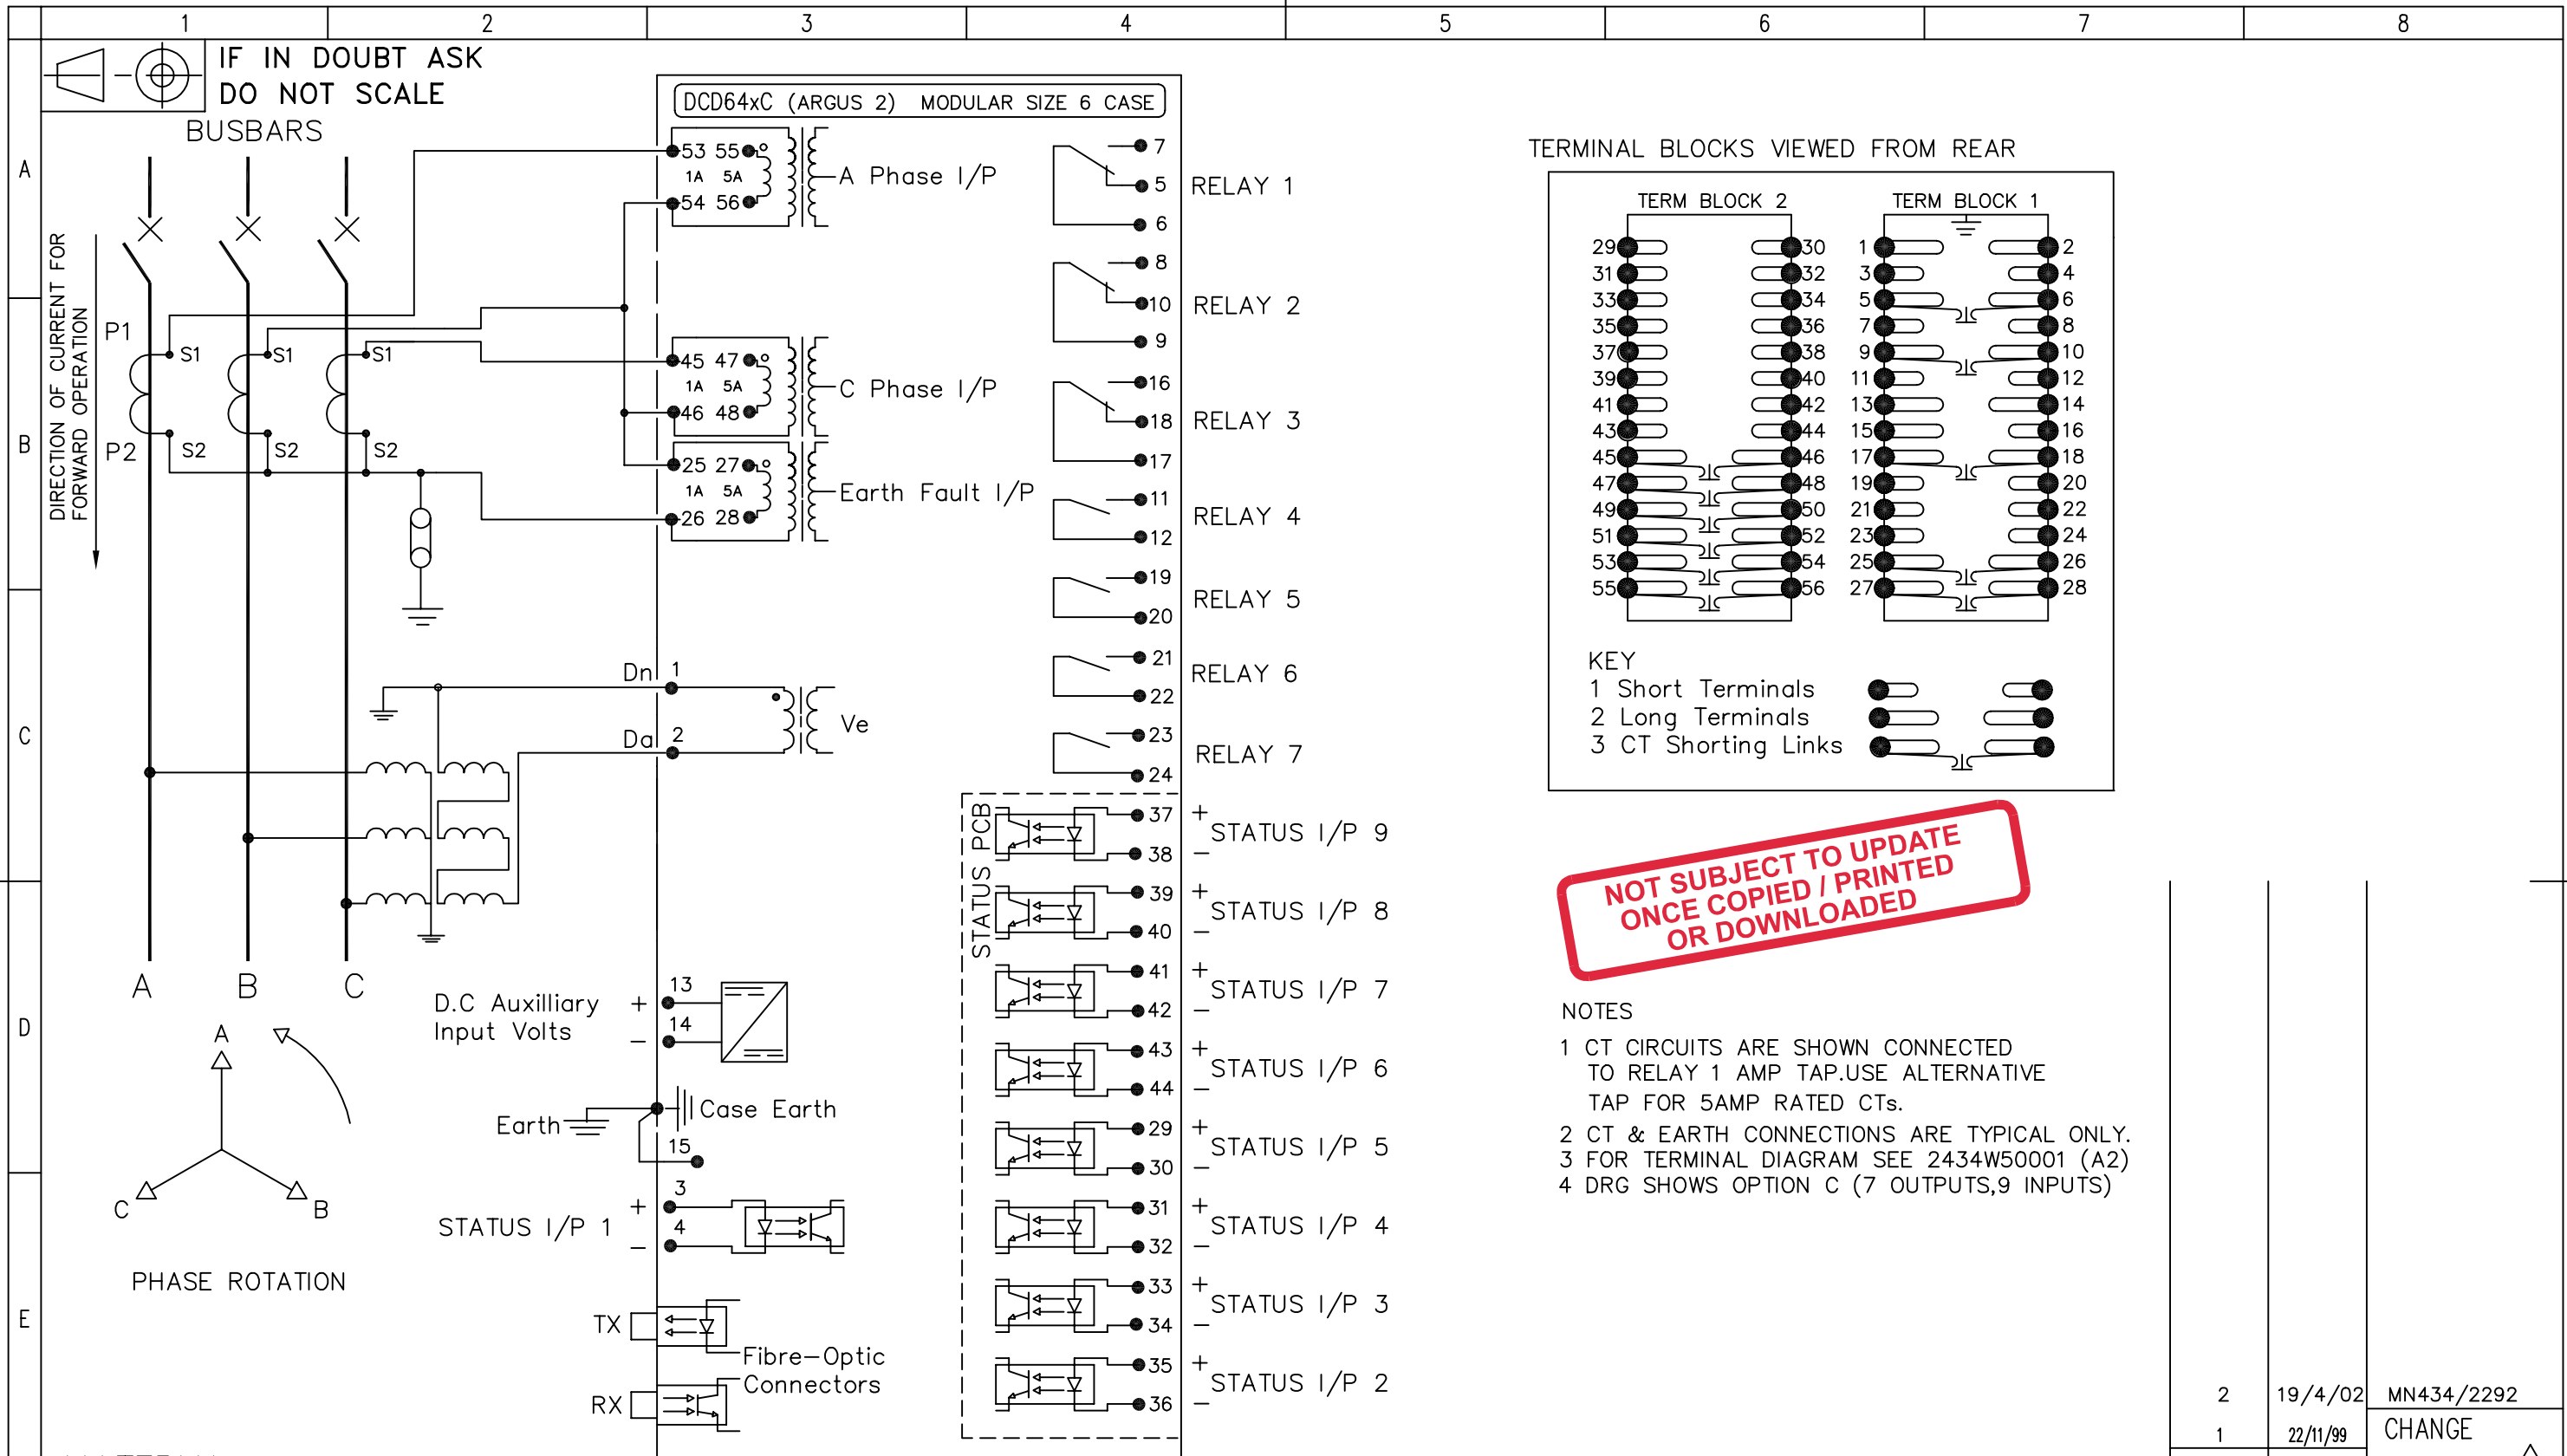 1 2 3 4 5 6 7 8
A
B
C
D
E
IF IN DOUBT ASK
DO NOT SCALE
BUSBARS
DIRECTION OF CURRENT FOR
FORWARD OPERATION
P1
P2
S1 S1 S1
S2 S2 S2
DCD64xC (ARGUS 2) MODULAR SIZE 6 CASE
53 55
1A 5A
54 56
A Phase I/P
45 47
1A 5A
46 48
C Phase I/P
25 27
1A 5A
26 28
Earth Fault I/P
Dn 1
Da 2
Ve
A B C
A
C
B
PHASE ROTATION
D.C Auxilliary
Input Volts
+ 13
− 14
Earth
Case Earth
15
STATUS I/P 1
+ 3
− 4
TX
RX
Fibre-Optic
Connectors
7
5 RELAY 1
6
8
10 RELAY 2
9
16
18 RELAY 3
17
11
RELAY 4
12
19
RELAY 5
20
21
RELAY 6
22
23
RELAY 7
24
STATUS PCB
37 +
STATUS I/P 9
38 −
39 +
STATUS I/P 8
40 −
41 +
STATUS I/P 7
42 −
43 +
STATUS I/P 6
44 −
29 +
STATUS I/P 5
30 −
31 +
STATUS I/P 4
32 −
33 +
STATUS I/P 3
34 −
35 +
STATUS I/P 2
36 −
TERMINAL BLOCKS VIEWED FROM REAR
TERM BLOCK 2 TERM BLOCK 1
29 30 1 2
31 32 3 4
33 34 5 6
35 36 7 8
37 38 9 10
39 40 11 12
41 42 13 14
43 44 15 16
45 46 17 18
47 48 19 20
49 50 21 22
51 52 23 24
53 54 25 26
55 56 27 28
KEY
1 Short Terminals
2 Long Terminals
3 CT Shorting Links
NOT SUBJECT TO UPDATE
ONCE COPIED / PRINTED
OR DOWNLOADED
NOTES
1 CT CIRCUITS ARE SHOWN CONNECTED
TO RELAY 1 AMP TAP.USE ALTERNATIVE
TAP FOR 5AMP RATED CTs.
2 CT & EARTH CONNECTIONS ARE TYPICAL ONLY.
3 FOR TERMINAL DIAGRAM SEE 2434W50001 (A2)
4 DRG SHOWS OPTION C (7 OUTPUTS,9 INPUTS)
2 19/4/02 MN434/2292
1 22/11/99 CHANGE